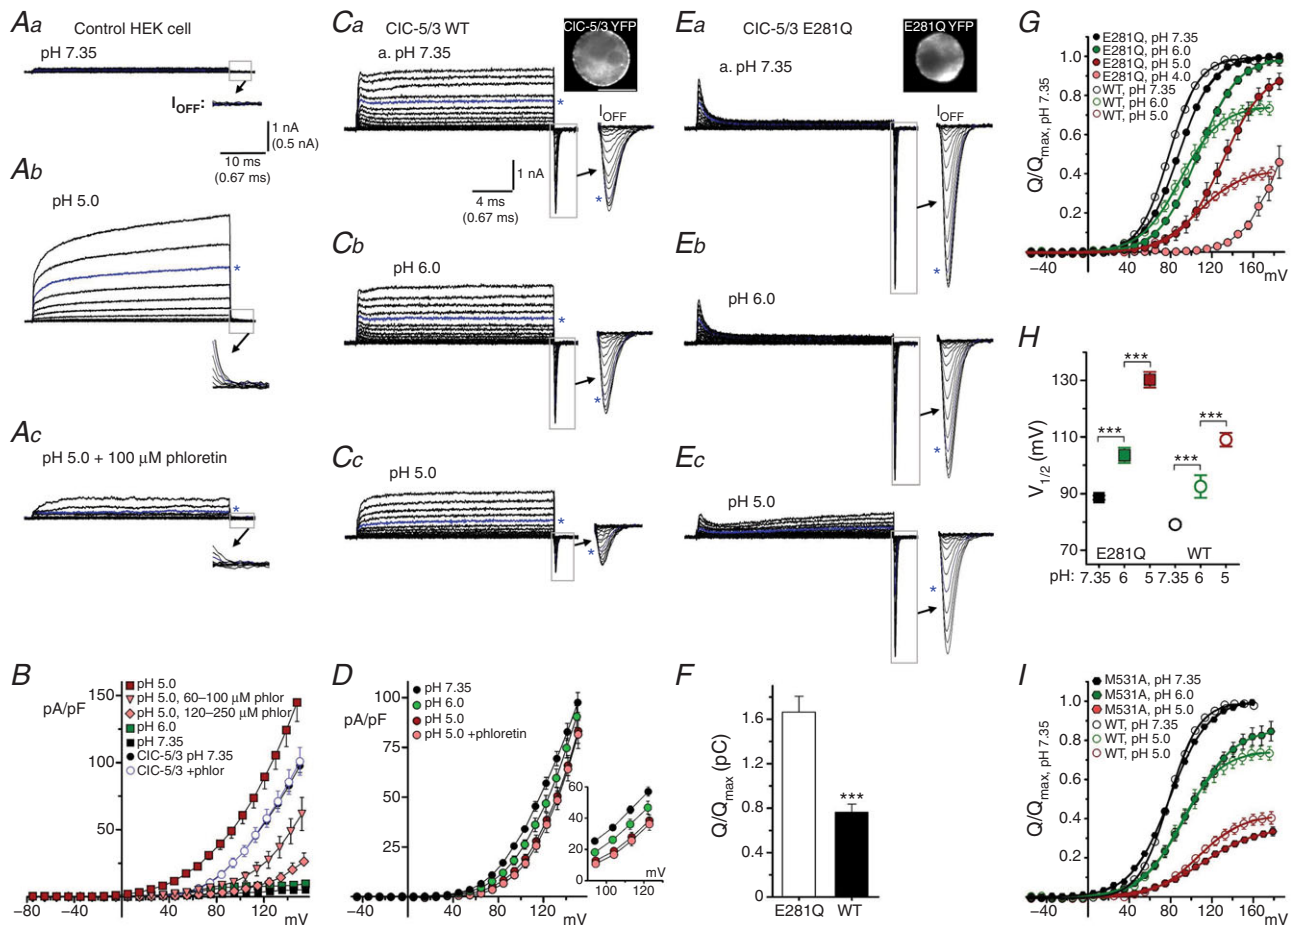 Aa
Control HEK cell
pH 7.35
I OFF:
1 nA
(0.5 nA)
10 ms
(0.67 ms)
Ab
pH 5.0
*
Ac
pH 5.0 + 100 µM phloretin
*
B
pA/pF
pH 5.0
pH 5.0, 60–100 µM phlor
pH 5.0, 120–250 µM phlor
pH 6.0
pH 7.35
ClC-5/3 pH 7.35
ClC-5/3 +phlor
150
100
50
−80 −40 40 80 120 mV
Ca
ClC-5/3 WT
a. pH 7.35
ClC-5/3 YFP
*
I OFF
1 nA
4 ms
(0.67 ms)
*
Cb
pH 6.0
*
*
Cc
pH 5.0
*
*
D
pA/pF
pH 7.35
pH 6.0
pH 5.0
pH 5.0 +phloretin
100
75
50
25
−40 40 80 120 mV
60
40
20
0
mV
100 120
Ea
ClC-5/3 E281Q
a. pH 7.35
E281Q YFP
I OFF
*
Eb
pH 6.0
*
Ec
pH 5.0
*
F
Q/Qmax (pC)
1.6
1.2
0.8
0.4
0
***
E281Q WT
G
Q/Qmax, pH 7.35
E281Q, pH 7.35
E281Q, pH 6.0
E281Q, pH 5.0
E281Q, pH 4.0
WT, pH 7.35
WT, pH 6.0
WT, pH 5.0
1.0
0.8
0.6
0.4
0.2
−40 40 80 120 160 mV
H
V1/2 (mV)
130
110
90
70
***
***
***
***
E281Q WT
pH: 7.35 6 5 7.35 6 5
I
Q/Qmax, pH 7.35
M531A, pH 7.35
M531A, pH 6.0
M531A, pH 5.0
WT, pH 7.35
WT, pH 5.0
WT, pH 5.0
1.0
0.8
0.6
0.4
0.2
−40 40 80 120 160 mV